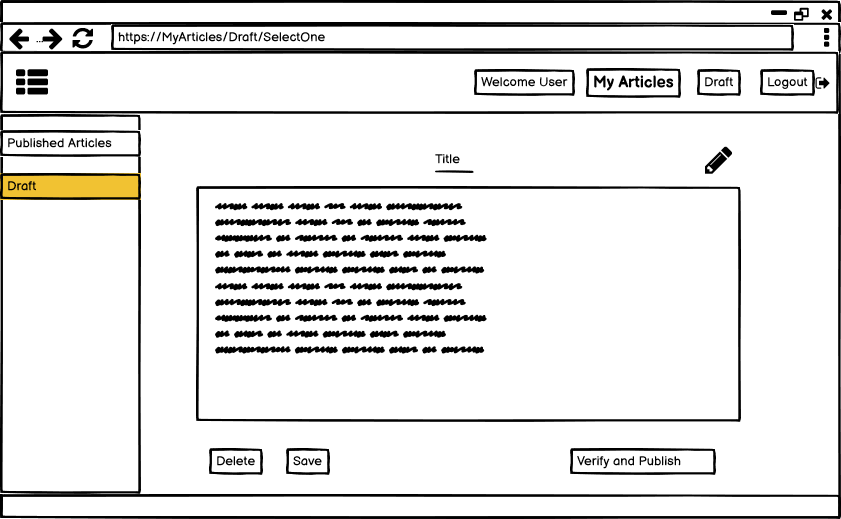 https://MyArticles/Draft/SelectOne
Welcome User
My Articles
Draft
Logout
Published Articles
Draft
Title
Delete
Save
Verify and Publish